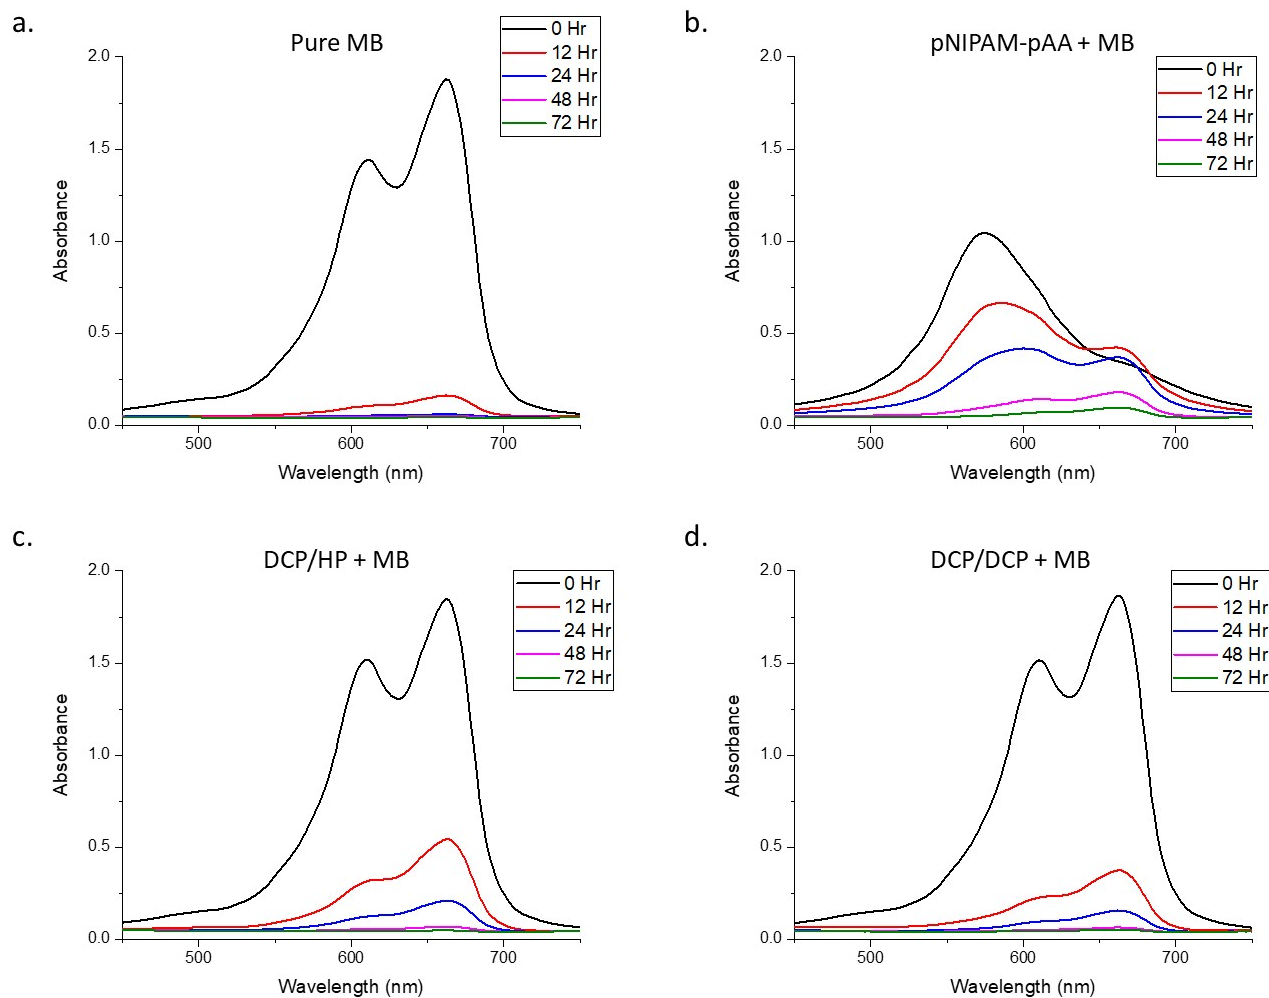 a.
Pure MB
0 Hr
12 Hr
24 Hr
48 Hr
72 Hr
2.0
1.5
1.0
0.5
0.0
Absorbance
500 600 700
Wavelength (nm)
b.
pNIPAM-pAA + MB
0 Hr
12 Hr
24 Hr
48 Hr
72 Hr
2.0
1.5
1.0
0.5
0.0
Absorbance
500 600 700
Wavelength (nm)
c.
DCP/HP + MB
0 Hr
12 Hr
24 Hr
48 Hr
72 Hr
2.0
1.5
1.0
0.5
0.0
Absorbance
500 600 700
Wavelength (nm)
d.
DCP/DCP + MB
0 Hr
12 Hr
24 Hr
48 Hr
72 Hr
2.0
1.5
1.0
0.5
0.0
Absorbance
500 600 700
Wavelength (nm)